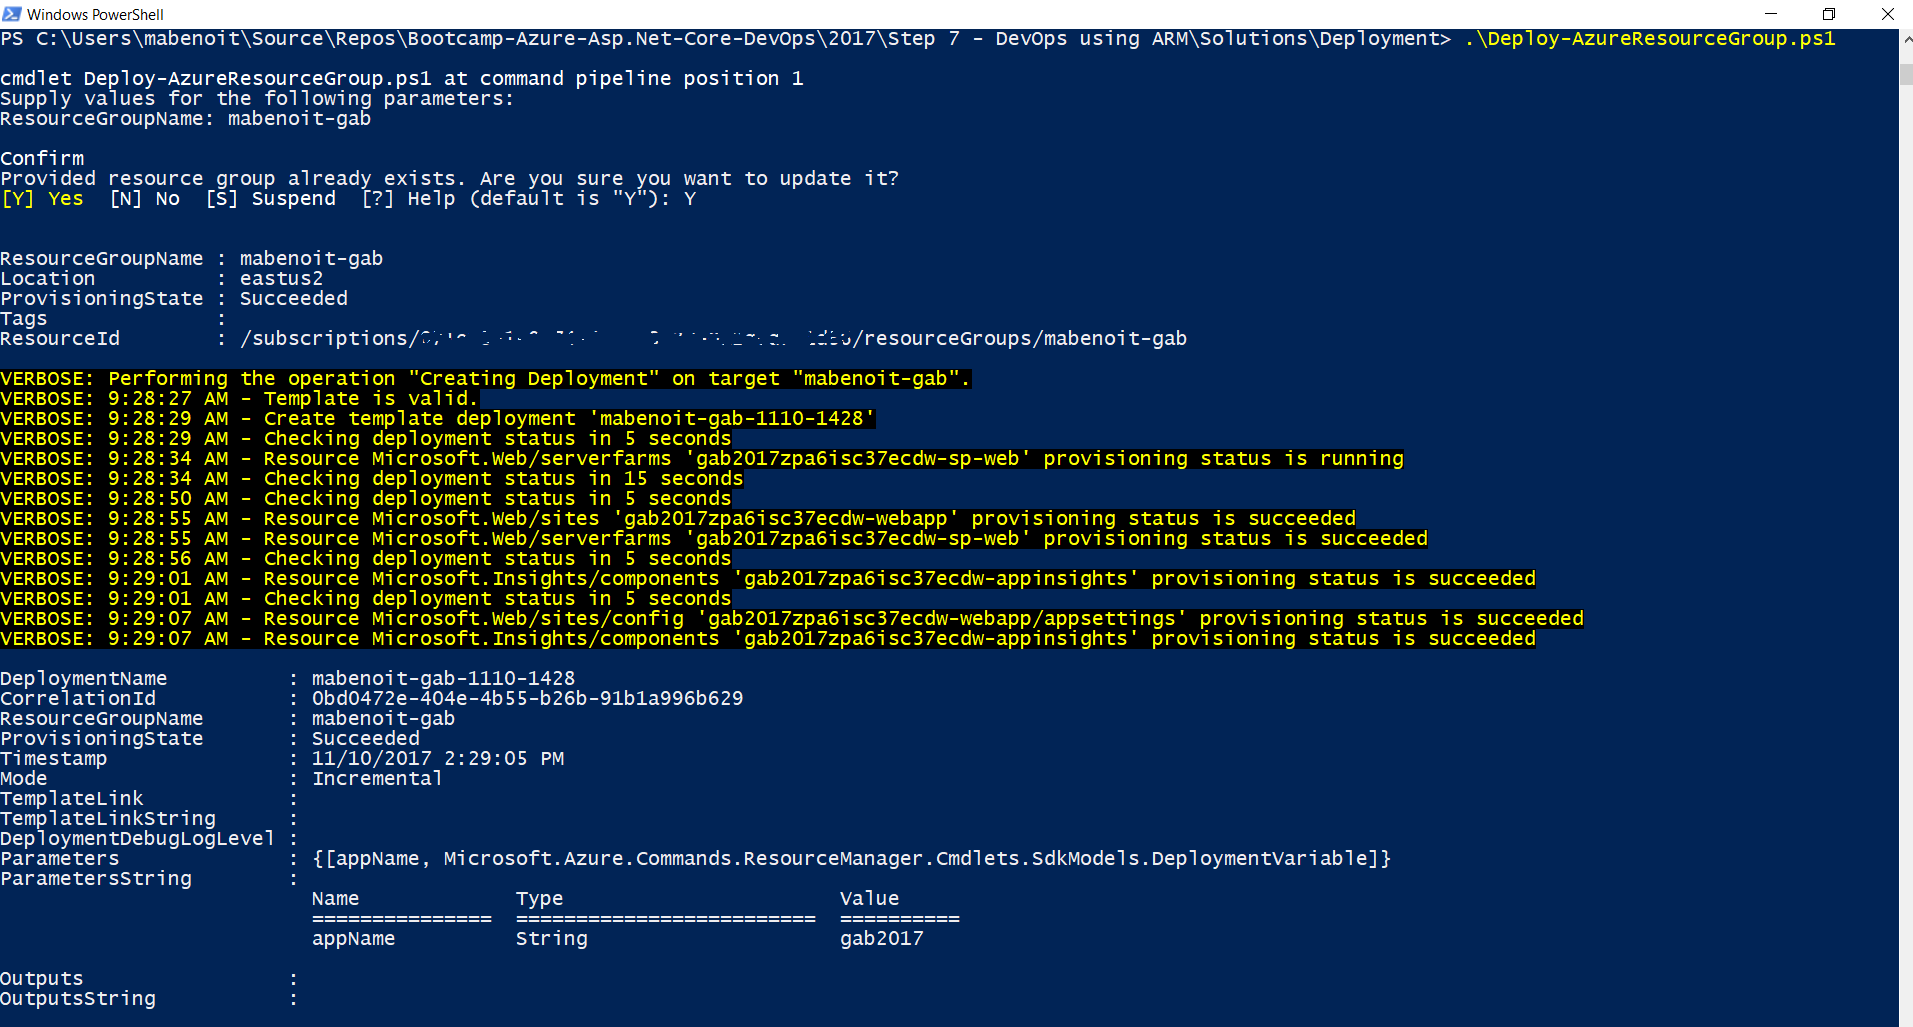 Windows PowerShell
PS C:\Users\mabenoit\Source\Repos\Bootcamp-Azure-Asp.Net-Core-DevOps\2017\Step 7 - DevOps using ARM\Solutions\Deployment> .\Deploy-AzureResourceGroup.ps1
cmdlet Deploy-AzureResourceGroup.ps1 at command pipeline position 1
Supply values for the following parameters:
ResourceGroupName: mabenoit-gab
Confirm
Provided resource group already exists. Are you sure you want to update it?
[Y] Yes  [N] No  [S] Suspend  [?] Help (default is "Y"): Y
ResourceGroupName : mabenoit-gab
Location          : eastus2
ProvisioningState : Succeeded
Tags              :
ResourceId        : /subscriptions/ /resourceGroups/mabenoit-gab
VERBOSE: Performing the operation "Creating Deployment" on target "mabenoit-gab".
VERBOSE: 9:28:27 AM - Template is valid.
VERBOSE: 9:28:29 AM - Create template deployment 'mabenoit-gab-1110-1428'
VERBOSE: 9:28:29 AM - Checking deployment status in 5 seconds
VERBOSE: 9:28:34 AM - Resource Microsoft.Web/serverfarms 'gab2017zpa6isc37ecdw-sp-web' provisioning status is running
VERBOSE: 9:28:34 AM - Checking deployment status in 15 seconds
VERBOSE: 9:28:50 AM - Checking deployment status in 5 seconds
VERBOSE: 9:28:55 AM - Resource Microsoft.Web/sites 'gab2017zpa6isc37ecdw-webapp' provisioning status is succeeded
VERBOSE: 9:28:55 AM - Resource Microsoft.Web/serverfarms 'gab2017zpa6isc37ecdw-sp-web' provisioning status is succeeded
VERBOSE: 9:28:56 AM - Checking deployment status in 5 seconds
VERBOSE: 9:29:01 AM - Resource Microsoft.Insights/components 'gab2017zpa6isc37ecdw-appinsights' provisioning status is succeeded
VERBOSE: 9:29:01 AM - Checking deployment status in 5 seconds
VERBOSE: 9:29:07 AM - Resource Microsoft.Web/sites/config 'gab2017zpa6isc37ecdw-webapp/appsettings' provisioning status is succeeded
VERBOSE: 9:29:07 AM - Resource Microsoft.Insights/components 'gab2017zpa6isc37ecdw-appinsights' provisioning status is succeeded
DeploymentName          : mabenoit-gab-1110-1428
CorrelationId           : 0bd0472e-404e-4b55-b26b-91b1a996b629
ResourceGroupName       : mabenoit-gab
ProvisioningState       : Succeeded
Timestamp               : 11/10/2017 2:29:05 PM
Mode                    : Incremental
TemplateLink            :
TemplateLinkString      :
DeploymentDebugLogLevel :
Parameters              : {[appName, Microsoft.Azure.Commands.ResourceManager.Cmdlets.SdkModels.DeploymentVariable]}
ParametersString        :
Name             Type                       Value
===============  =========================  ==========
appName          String                     gab2017
Outputs                 :
OutputsString           :